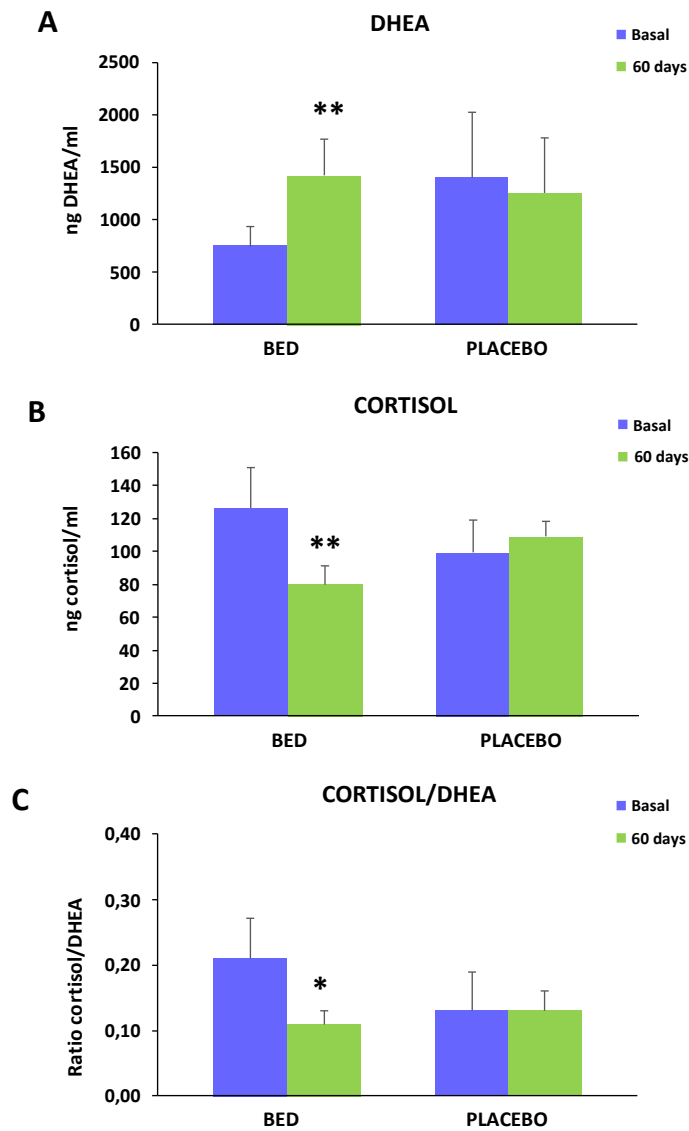 A
DHEA
Basal
60 days
ng DHEA/ml
2500
2000
1500
1000
500
0
**
BED
PLACEBO
B
CORTISOL
Basal
60 days
ng cortisol/ml
160
140
120
100
80
60
40
20
0
**
BED
PLACEBO
C
CORTISOL/DHEA
Basal
60 days
Ratio cortisol/DHEA
0,40
0,30
0,20
0,10
0,00
*
BED
PLACEBO